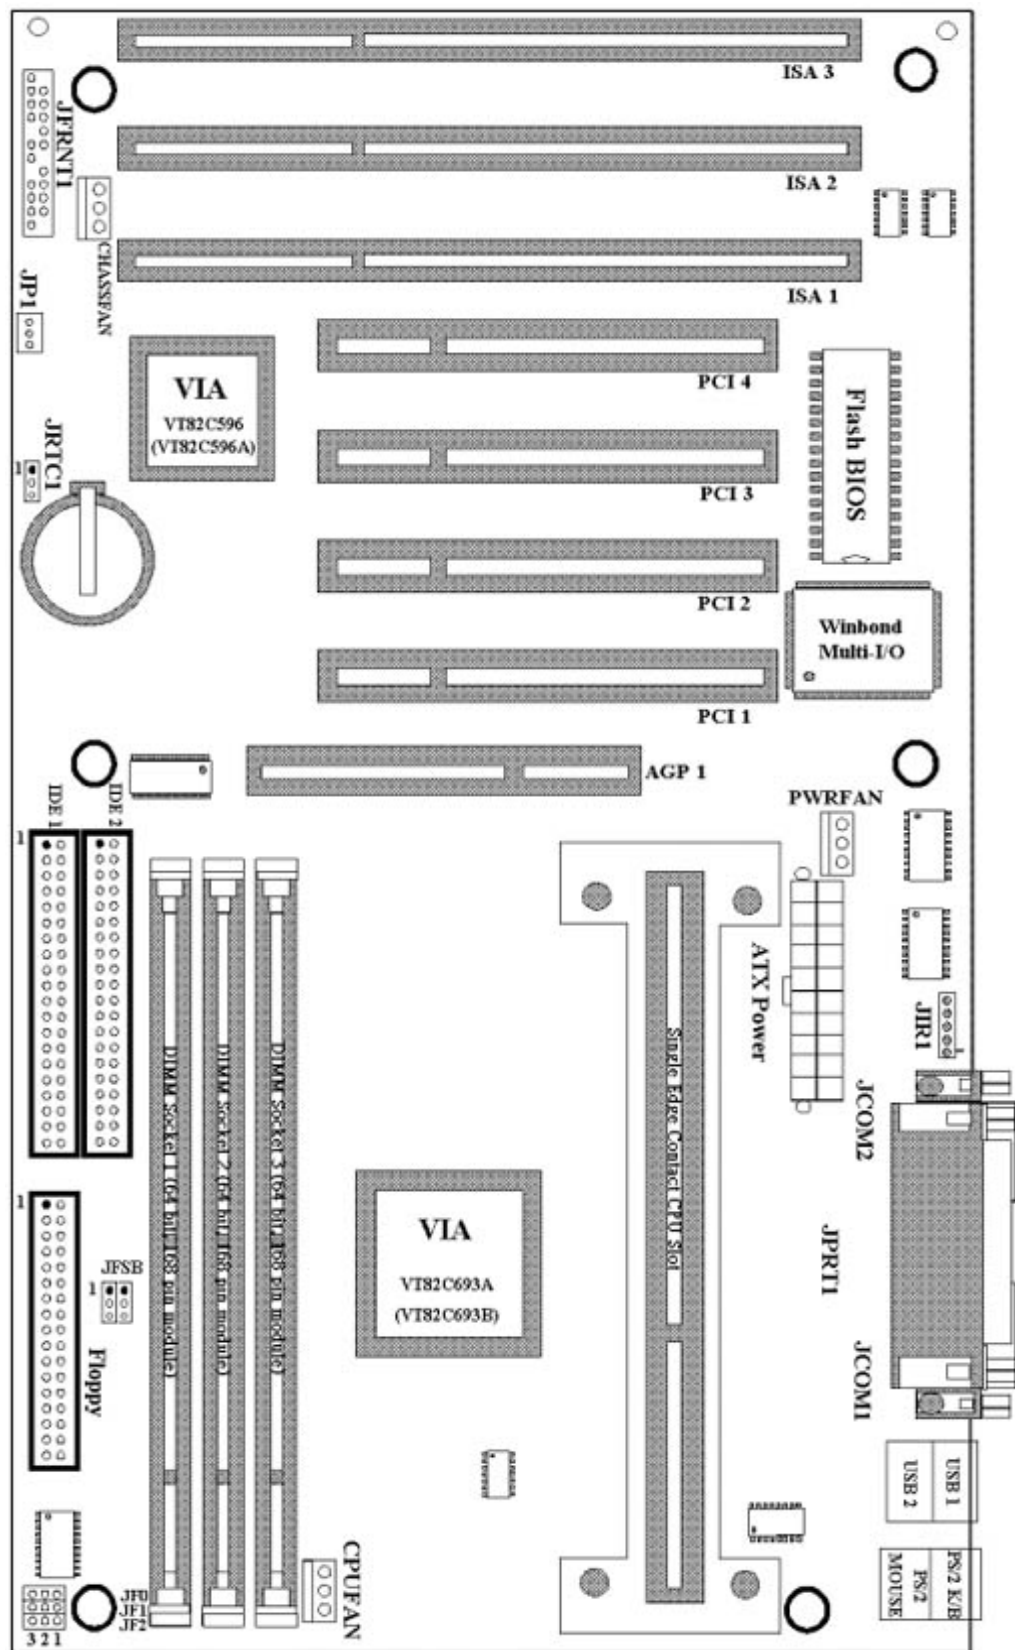 ISA 3
JFRNT1
ISA 2
CHASSFAN
ISA 1
JP1
PCI 4
VIA
VT82C596
(VT82C596A)
Flash BIOS
JRTC1
1
PCI 3
PCI 2
Winbond
Multi-I/O
PCI 1
AGP 1
PWRFAN
IDE 1
IDE 2
1
ATX Power
JIR1
1
Single Edge Contact CPU Slot
DIMM Socket 1 (64 bit, 168 pin module)
DIMM Socket 2 (64 bit, 168 pin module)
DIMM Socket 3 (64 bit, 168 pin module)
JCOM2
1
VIA
VT82C693A
(VT82C693B)
JFSB
1
JPRT1
Floppy
JCOM1
USB 1
USB 2
CPUFAN
PS/2 K/B
PS/2
MOUSE
JF0
JF1
JF2
3 2 1